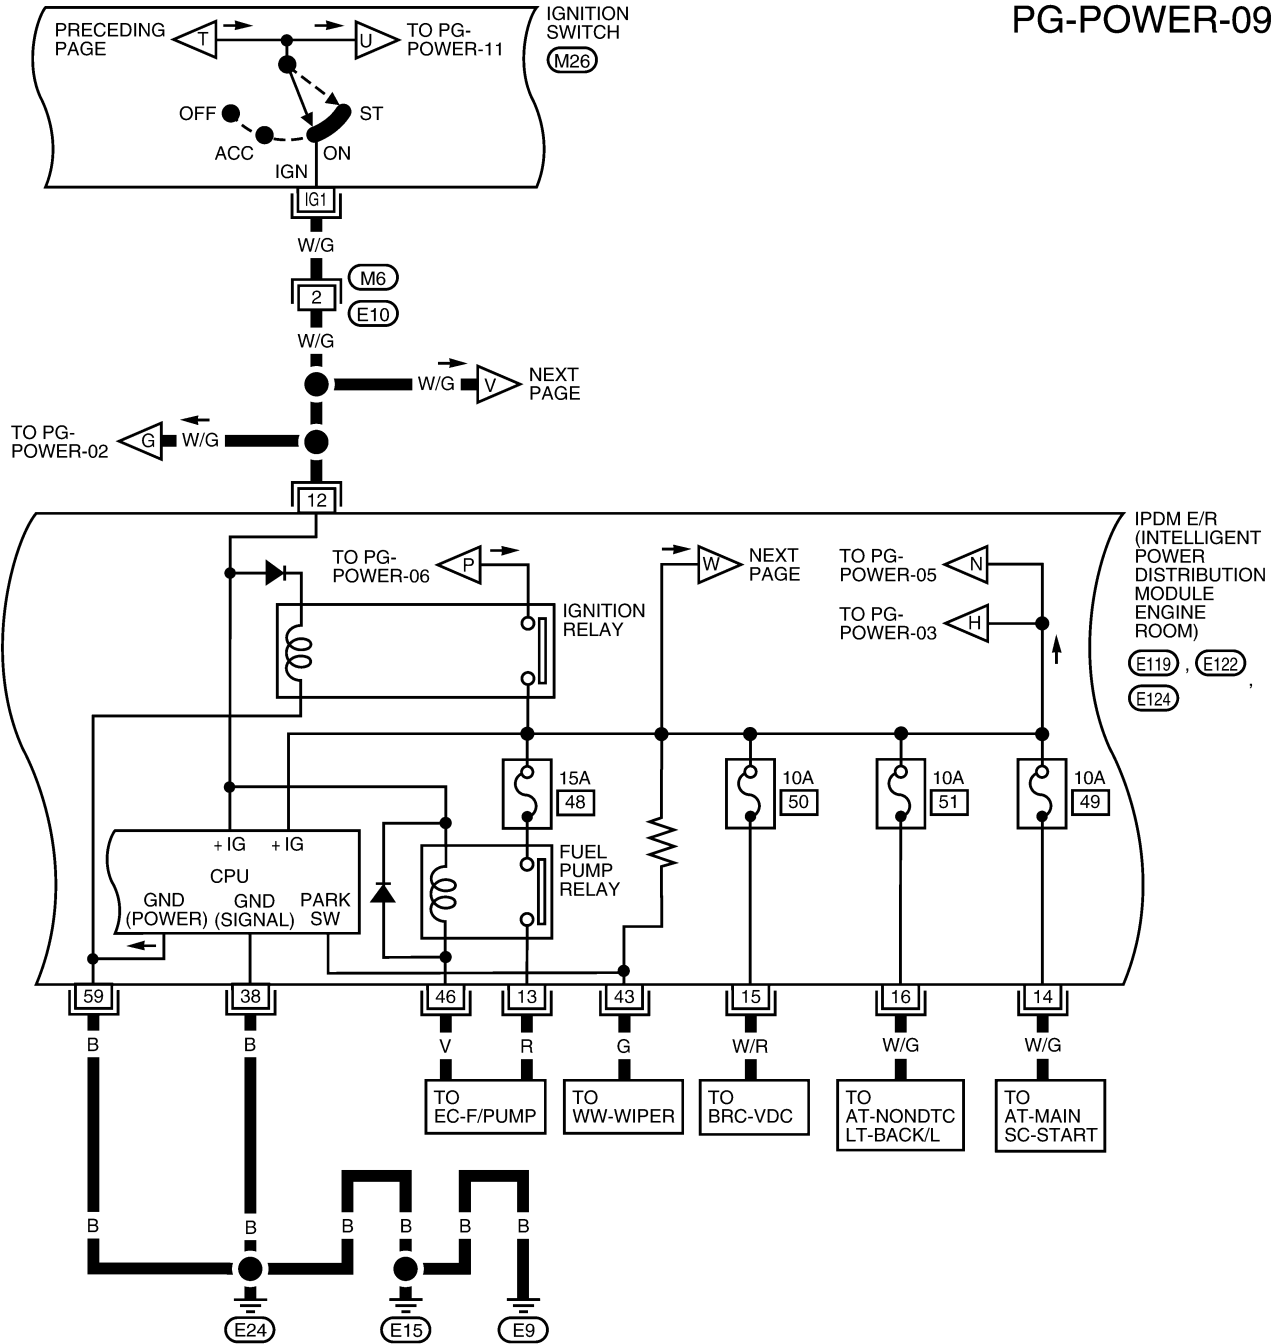 PG-POWER-09
PRECEDING
PAGE
T
U
TO PG-
POWER-11
IGNITION
SWITCH
M26
OFF
ACC
ST
ON
IGN
IG1
W/G
2
M6
E10
W/G
W/G
V
NEXT
PAGE
TO PG-
POWER-02
G
W/G
12
TO PG-
POWER-06
P
W
NEXT
PAGE
TO PG-
POWER-05
N
TO PG-
POWER-03
H
IPDM E/R
(INTELLIGENT
POWER
DISTRIBUTION
MODULE
ENGINE
ROOM)
E119 , E122 ,
E124
IGNITION
RELAY
15A
48
10A
50
10A
51
10A
49
+ IG
+ IG
CPU
GND
(POWER)
GND
(SIGNAL)
PARK
SW
FUEL
PUMP
RELAY
59
38
46
13
43
15
16
14
B
B
V
R
G
W/R
W/G
W/G
TO
EC-F/PUMP
TO
WW-WIPER
TO
BRC-VDC
TO
AT-NONDTC
LT-BACK/L
TO
AT-MAIN
SC-START
B
B
B
B
B
B
E24
E15
E9